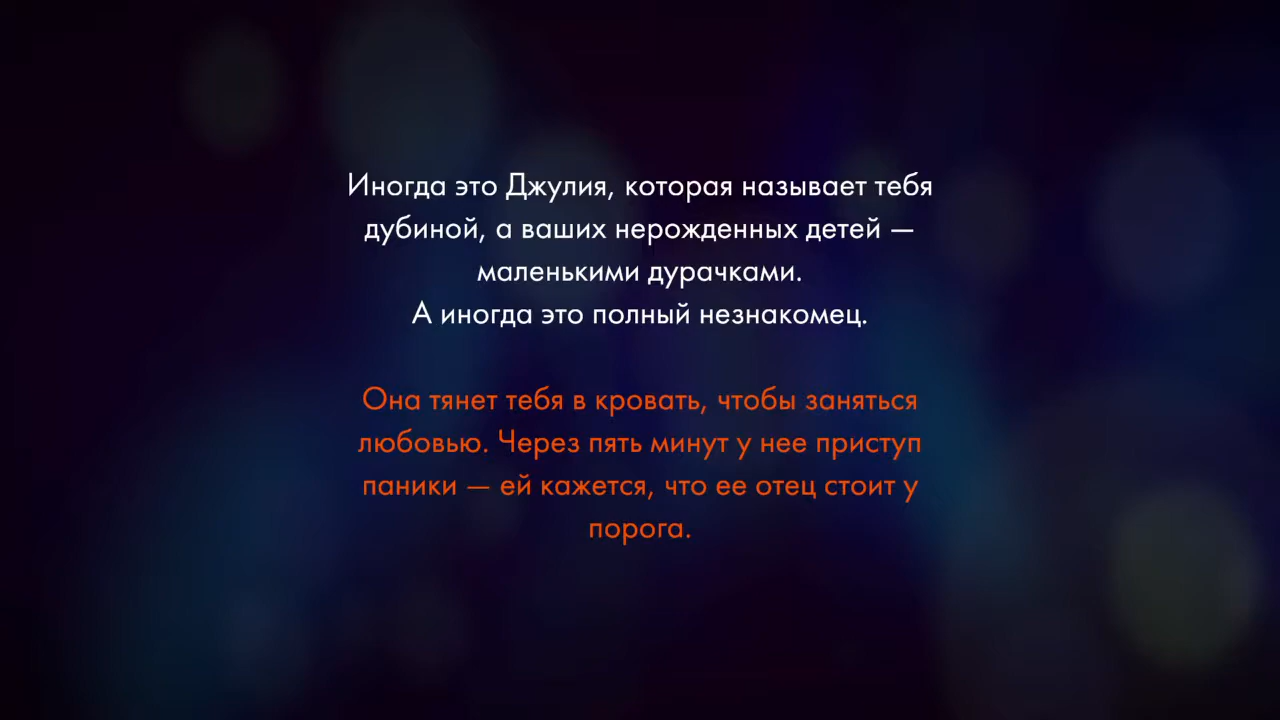 Иногда это Джулия, которая называет тебя
дубиной, а ваших нерожденных детей —
маленькими дурачками.
А иногда это полный незнакомец.
Она тянет тебя в кровать, чтобы заняться
любовью. Через пять минут у нее приступ
паники — ей кажется, что ее отец стоит у
порога.